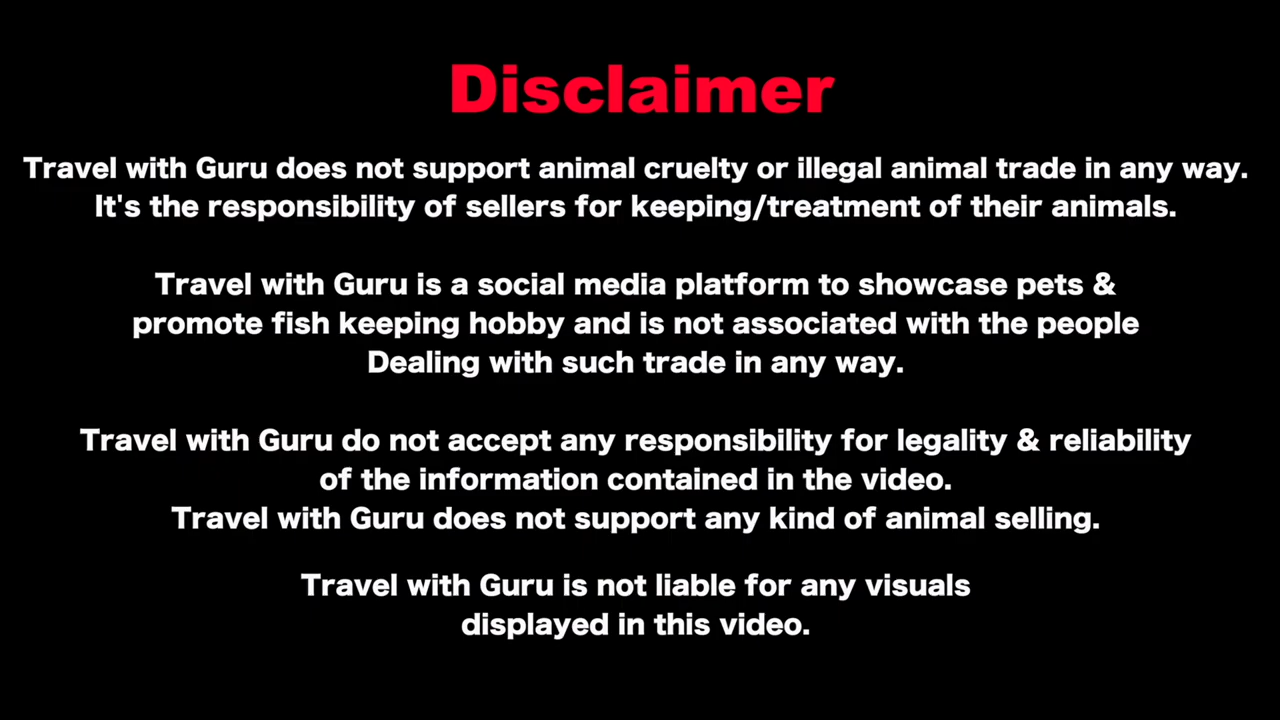 Disclaimer
Travel with Guru does not support animal cruelty or illegal animal trade in any way.
It's the responsibility of sellers for keeping/treatment of their animals.
Travel with Guru is a social media platform to showcase pets &
promote fish keeping hobby and is not associated with the people
Dealing with such trade in any way.
Travel with Guru do not accept any responsibility for legality & reliability
of the information contained in the video.
Travel with Guru does not support any kind of animal selling.
Travel with Guru is not liable for any visuals
displayed in this video.